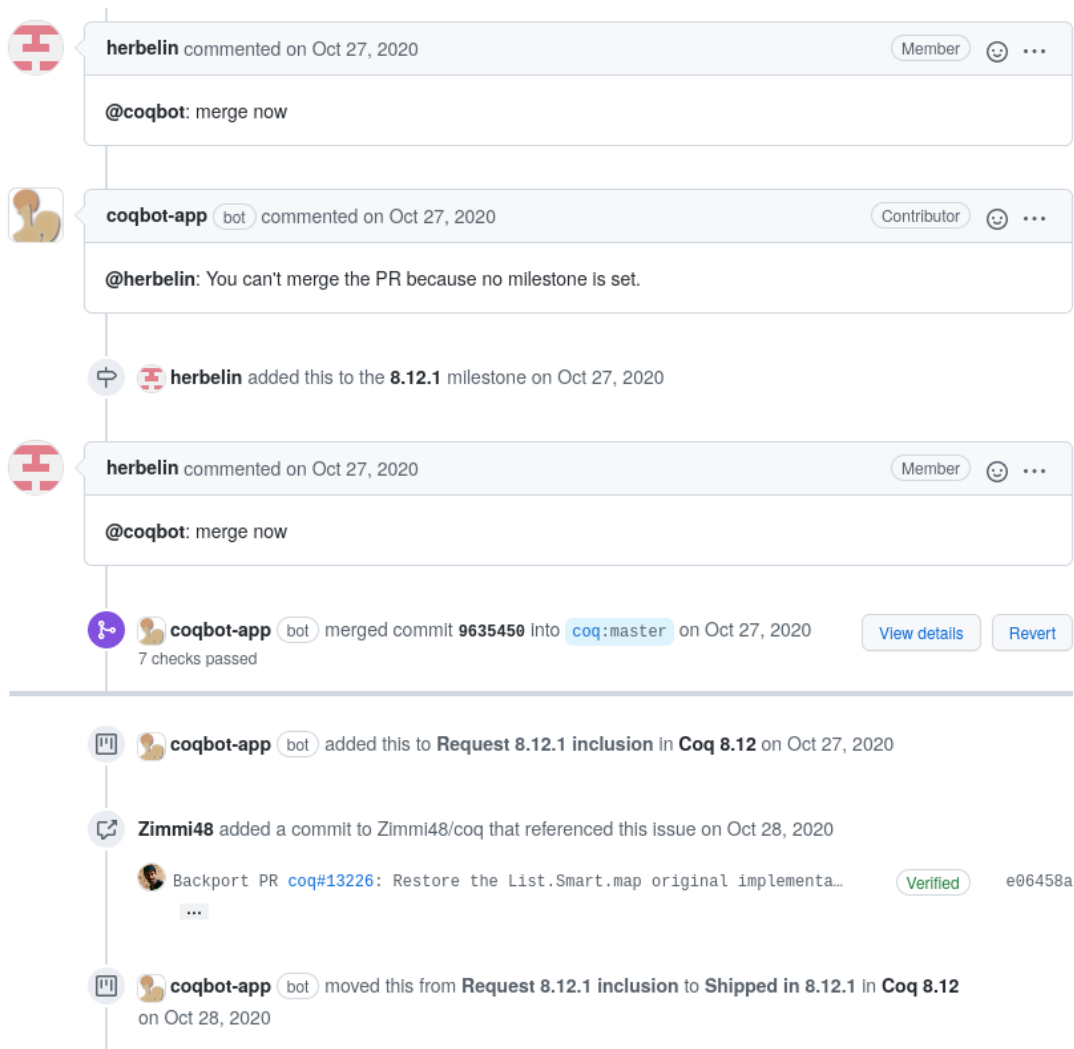 herbelin commented on Oct 27, 2020 Member
@coqbot: merge now
coqbot-app bot commented on Oct 27, 2020 Contributor
@herbelin: You can't merge the PR because no milestone is set.
herbelin added this to the 8.12.1 milestone on Oct 27, 2020
herbelin commented on Oct 27, 2020 Member
@coqbot: merge now
coqbot-app bot merged commit 9635450 into coq:master on Oct 27, 2020 View details Revert
7 checks passed
coqbot-app bot added this to Request 8.12.1 inclusion in Coq 8.12 on Oct 27, 2020
Zimmi48 added a commit to Zimmi48/coq that referenced this issue on Oct 28, 2020
Backport PR coq#13226: Restore the List.Smart.map original implementa… Verified e06458a
...
coqbot-app bot moved this from Request 8.12.1 inclusion to Shipped in 8.12.1 in Coq 8.12
on Oct 28, 2020